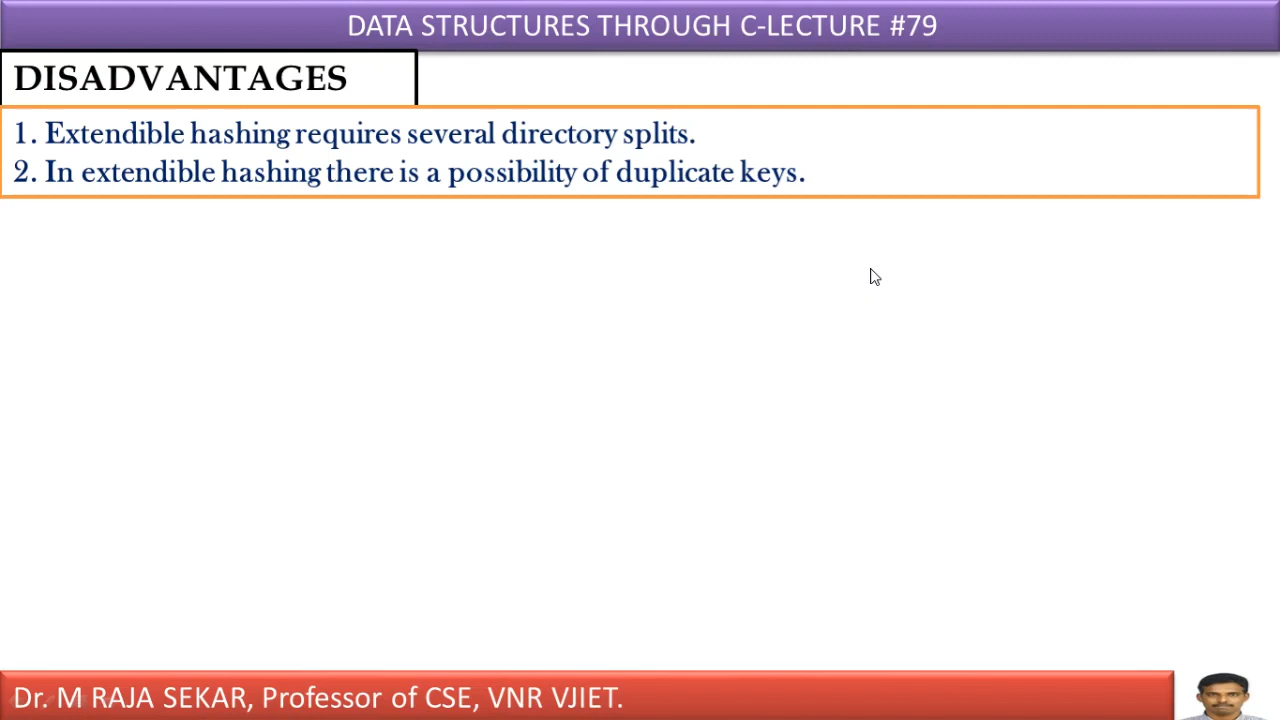 DATA STRUCTURES THROUGH C-LECTURE #79
DISADVANTAGES
1. Extendible hashing requires several directory splits.
2. In extendible hashing there is a possibility of duplicate keys.
Dr. M RAJA SEKAR, Professor of CSE, VNR VJIET.